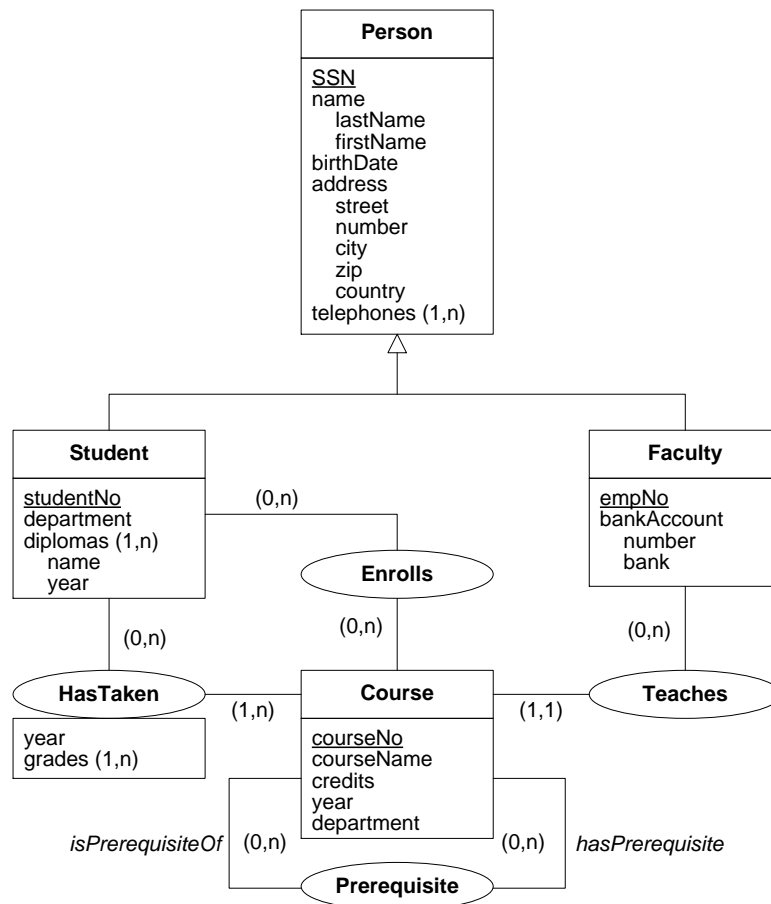 Person
SSN
name
lastName
firstName
birthDate
address
street
number
city
zip
country
telephones (1,n)
Student
studentNo
department
diplomas (1,n)
name
year
Faculty
empNo
bankAccount
number
bank
(0,n)
Enrolls
(0,n)
(0,n)
(0,n)
HasTaken
year
grades (1,n)
(1,n)
Course
courseNo
courseName
credits
year
department
(1,1)
Teaches
isPrerequisiteOf
(0,n)
(0,n)
hasPrerequisite
Prerequisite